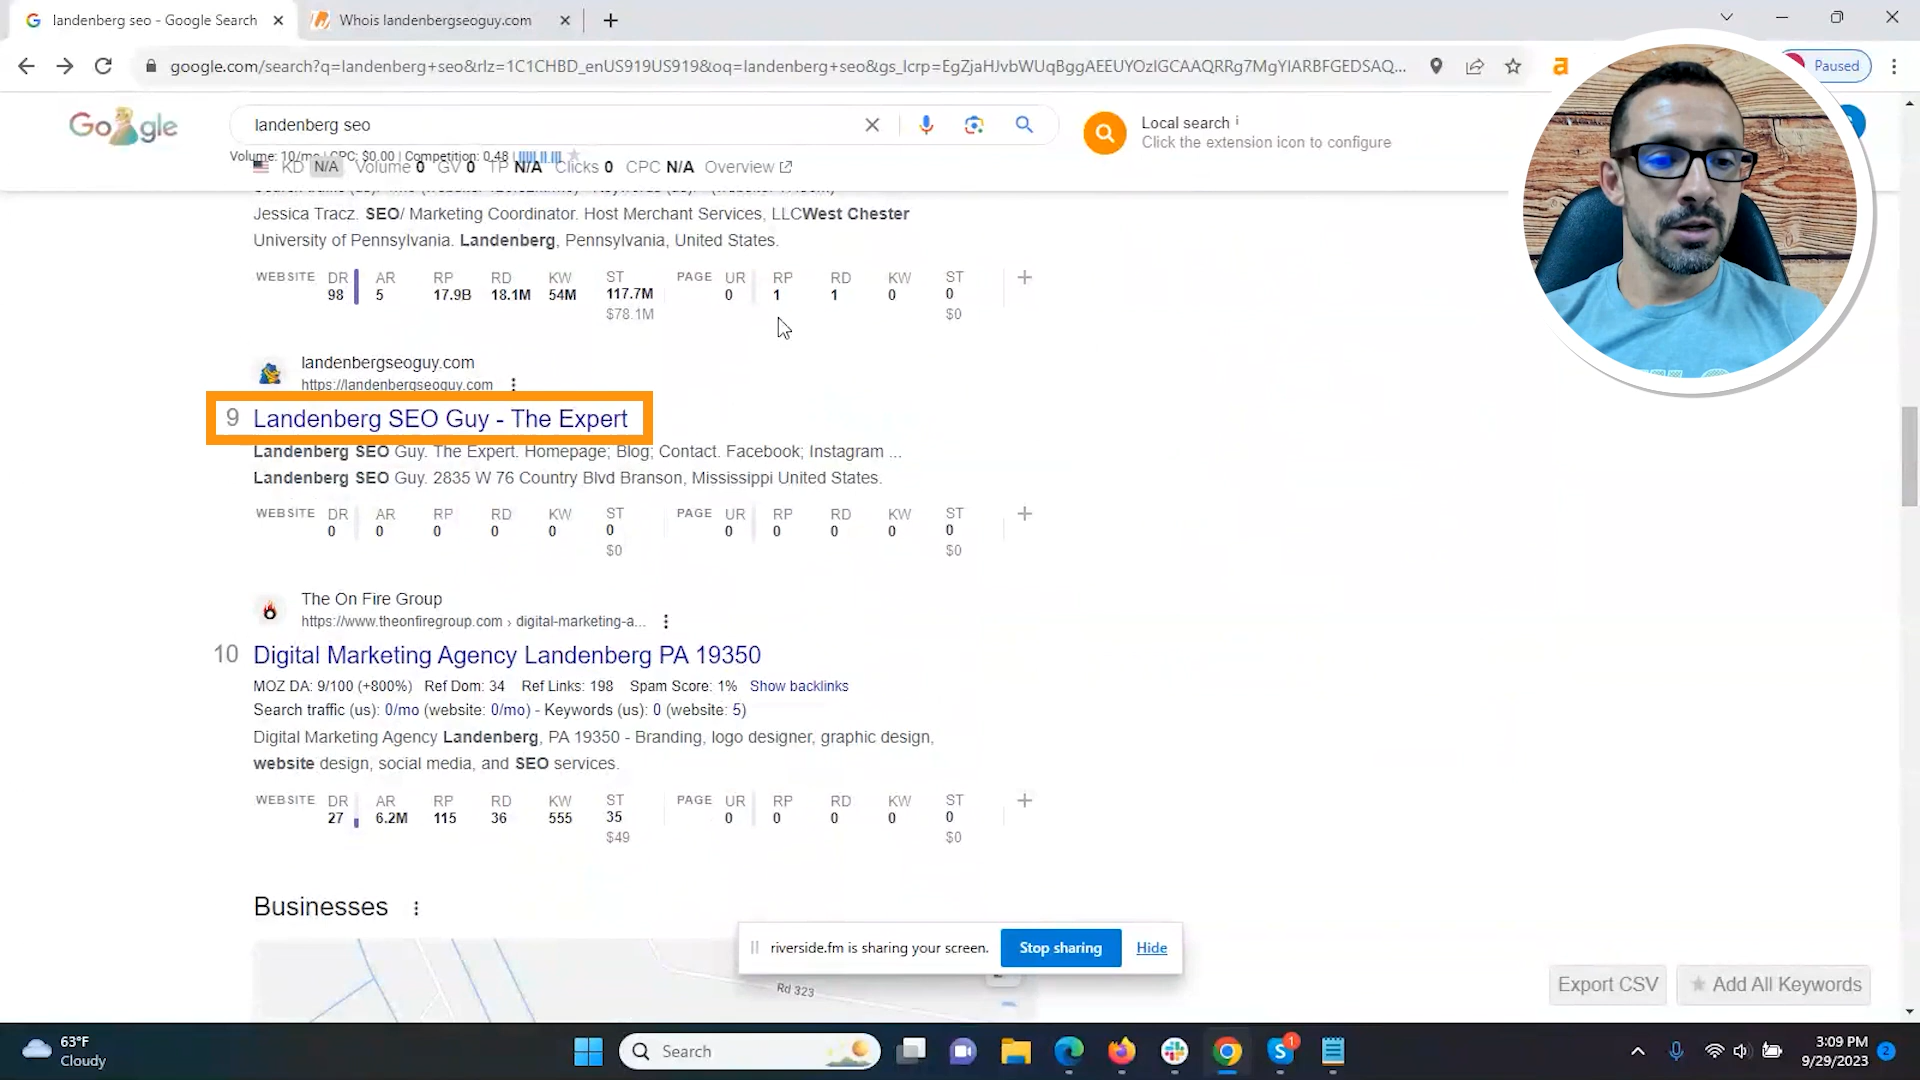 landenberg seo - Google Search
Whois landenbergseoguy.com
google.com/search?q=landenberg+seo&rlz=1C1CHBD_enUS919US919&oq=landenberg+seo&gs_lcrp=EgZjaHJvbWUqBggAEEUYOzIGCAAQRRg7MgYIARBFGEDSAQ...
Paused
Google
landenberg seo
Local search
Click the extension icon to configure
Volume: 10/mo | CPC: $0.00 | Competition: 0.48
KD N/A Volume 0 GV 0 TP N/A Clicks 0 CPC N/A Overview
Jessica Tracz. SEO/ Marketing Coordinator. Host Merchant Services, LLCWest Chester
University of Pennsylvania. Landenberg, Pennsylvania, United States.
WEBSITE DR AR RP RD KW ST PAGE UR RP RD KW ST
98 5 17.9B 18.1M 54M 117.7M 0 1 1 0 0
$78.1M $0
landenbergseoguy.com
https://landenbergseoguy.com
9 Landenberg SEO Guy - The Expert
Landenberg SEO Guy. The Expert. Homepage; Blog; Contact. Facebook; Instagram ...
Landenberg SEO Guy. 2835 W 76 Country Blvd Branson, Mississippi United States.
WEBSITE DR AR RP RD KW ST PAGE UR RP RD KW ST
0 0 0 0 0 0 0 0 0 0 0
$0 $0
The On Fire Group
https://www.theonfiregroup.com › digital-marketing-a...
10 Digital Marketing Agency Landenberg PA 19350
MOZ DA: 9/100 (+800%) Ref Dom: 34 Ref Links: 198 Spam Score: 1% Show backlinks
Search traffic (us): 0/mo (website: 0/mo) - Keywords (us): 0 (website: 5)
Digital Marketing Agency Landenberg, PA 19350 - Branding, logo designer, graphic design,
website design, social media, and SEO services.
WEBSITE DR AR RP RD KW ST PAGE UR RP RD KW ST
27 6.2M 115 36 555 35 0 0 0 0 0
$49 $0
Businesses
riverside.fm is sharing your screen. Stop sharing Hide
Rd 323
Export CSV
Add All Keywords
63°F
Cloudy
Search
1
3:09 PM
9/29/2023
2